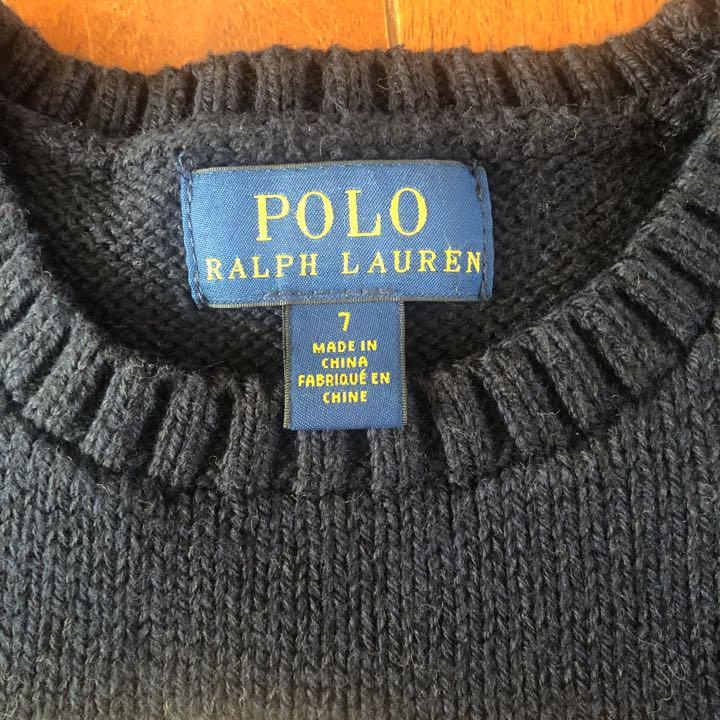 POLO
RALPH LAUREN
7
MADE IN
CHINA
FABRIQUÉ EN
CHINE